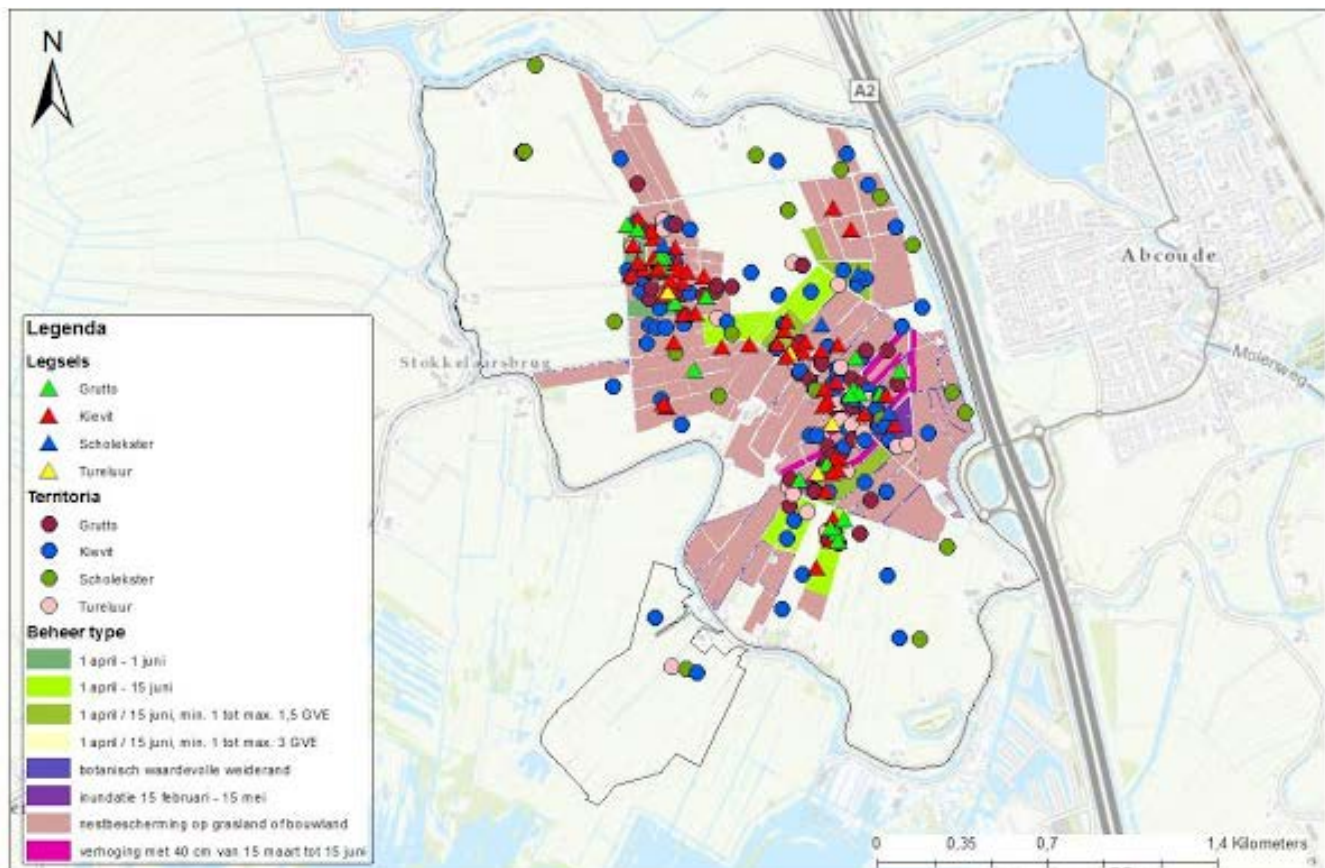 N
A2
Abcoude
Molenweg
Stokkelaarsbrug
Legenda
Legsels
Grutto
Kievit
Scholekster
Tureluur
Territoria
Grutto
Kievit
Scholekster
Tureluur
Beheer type
1 april - 1 juni
1 april - 15 juni
1 april / 15 juni, min. 1 tot max. 1,5 GVE
1 april / 15 juni, min. 1 tot max. 3 GVE
botanisch waardevolle weiderand
inundatie 15 februari - 15 mei
nestbescherming op grasland of bouwland
verhoging met 40 cm van 15 maart tot 15 juni
0 0,35 0,7 1,4 Kilometers